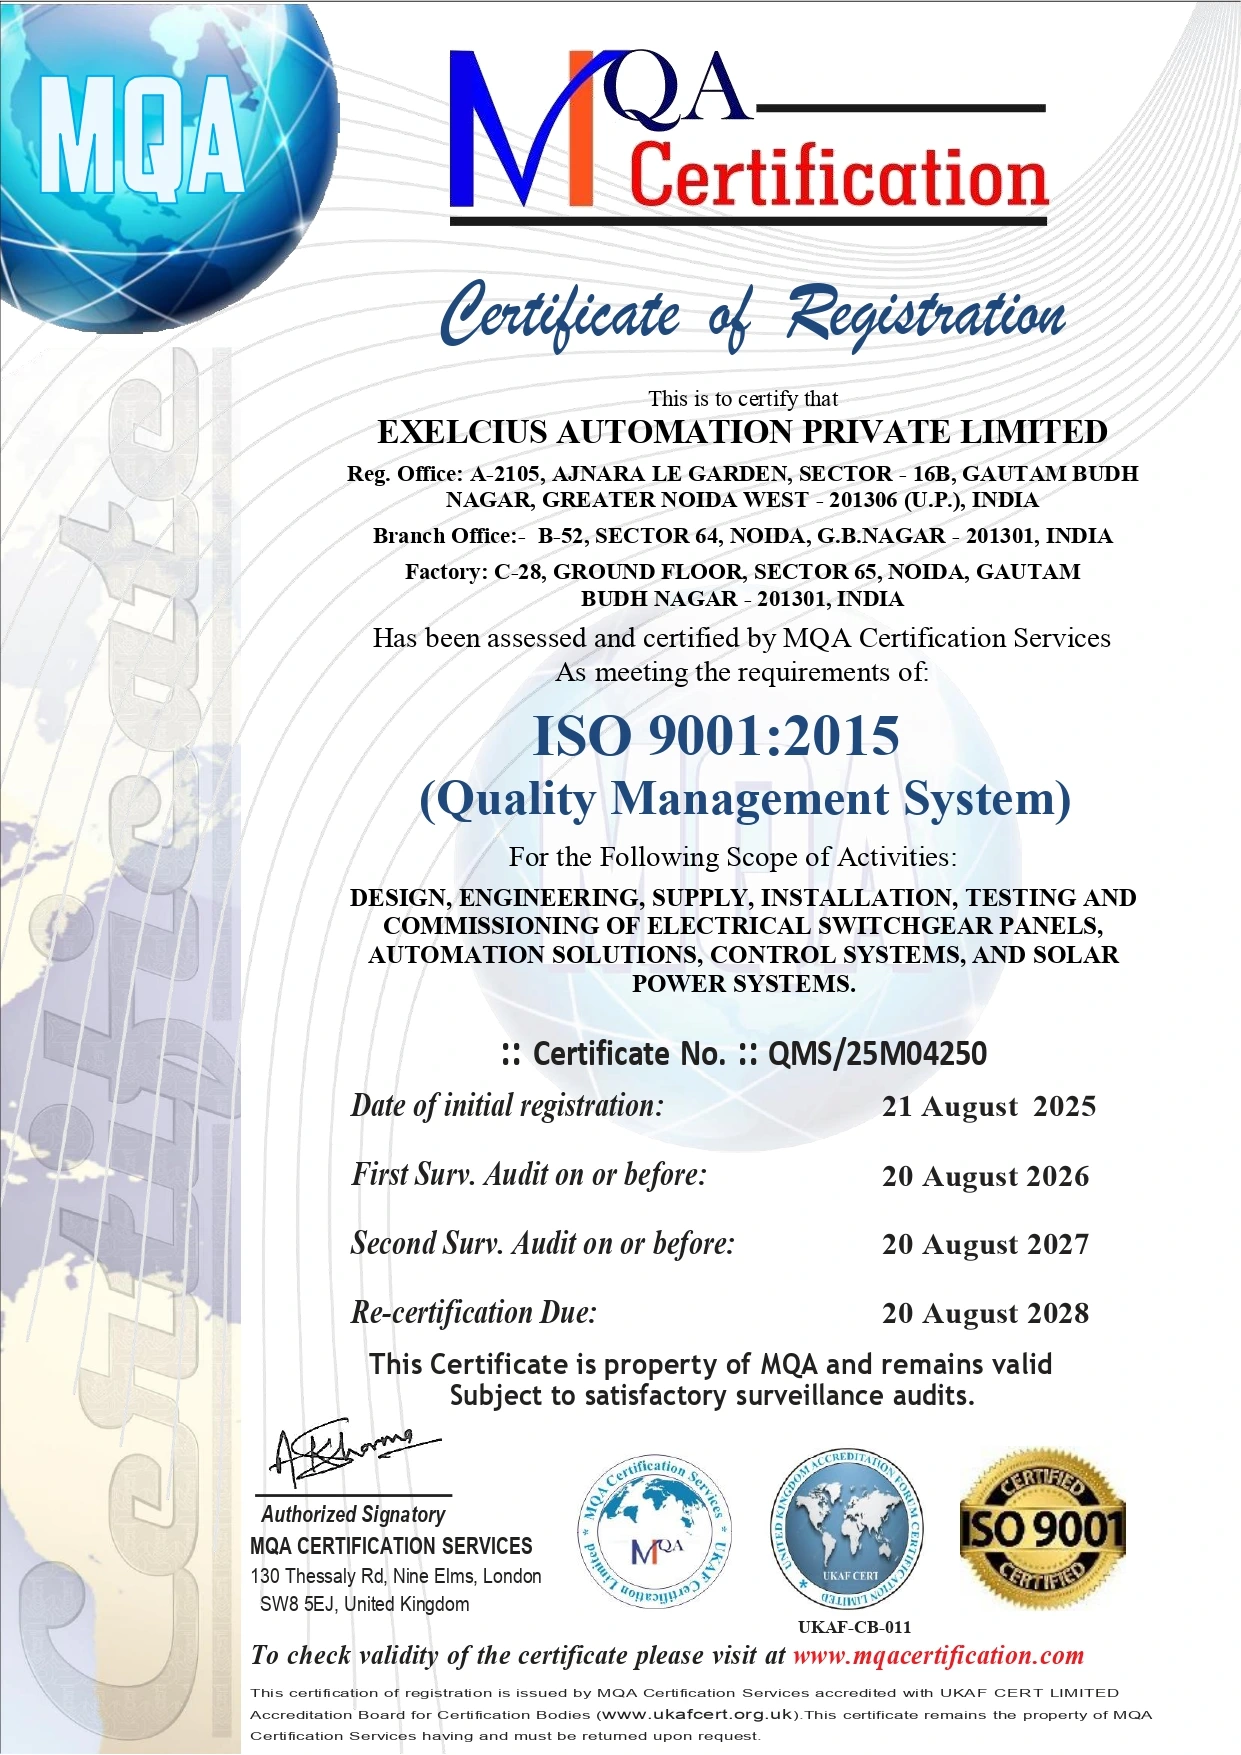 MQA
MQA
Certification
Certificate of Registration
This is to certify that
EXELCIUS AUTOMATION PRIVATE LIMITED
Reg. Office: A-2105, AJNARA LE GARDEN, SECTOR - 16B, GAUTAM BUDH
NAGAR, GREATER NOIDA WEST - 201306 (U.P.), INDIA
Branch Office:- B-52, SECTOR 64, NOIDA, G.B.NAGAR - 201301, INDIA
Factory: C-28, GROUND FLOOR, SECTOR 65, NOIDA, GAUTAM
BUDH NAGAR - 201301, INDIA
Has been assessed and certified by MQA Certification Services
As meeting the requirements of:
ISO 9001:2015
(Quality Management System)
For the Following Scope of Activities:
DESIGN, ENGINEERING, SUPPLY, INSTALLATION, TESTING AND
COMMISSIONING OF ELECTRICAL SWITCHGEAR PANELS,
AUTOMATION SOLUTIONS, CONTROL SYSTEMS, AND SOLAR
POWER SYSTEMS.
:: Certificate No. :: QMS/25M04250
Date of initial registration: 21 August 2025
First Surv. Audit on or before: 20 August 2026
Second Surv. Audit on or before: 20 August 2027
Re-certification Due: 20 August 2028
This Certificate is property of MQA and remains valid
Subject to satisfactory surveillance audits.
ASKsharma
Authorized Signatory
MQA CERTIFICATION SERVICES
130 Thessaly Rd, Nine Elms, London
SW8 5EJ, United Kingdom
* MQA Certification Services * UKAF Certification Limited
MQA
UNITED KINGDOM ACCREDITATION FORUM CERTIFICATION LIMITED *
UKAF CERT
UKAF-CB-011
CERTIFIED
ISO 9001
CERTIFIED
To check validity of the certificate please visit at www.mqacertification.com
This certification of registration is issued by MQA Certification Services accredited with UKAF CERT LIMITED
Accreditation Board for Certification Bodies (www.ukafcert.org.uk).This certificate remains the property of MQA
Certification Services having and must be returned upon request.
Certificate
MQA